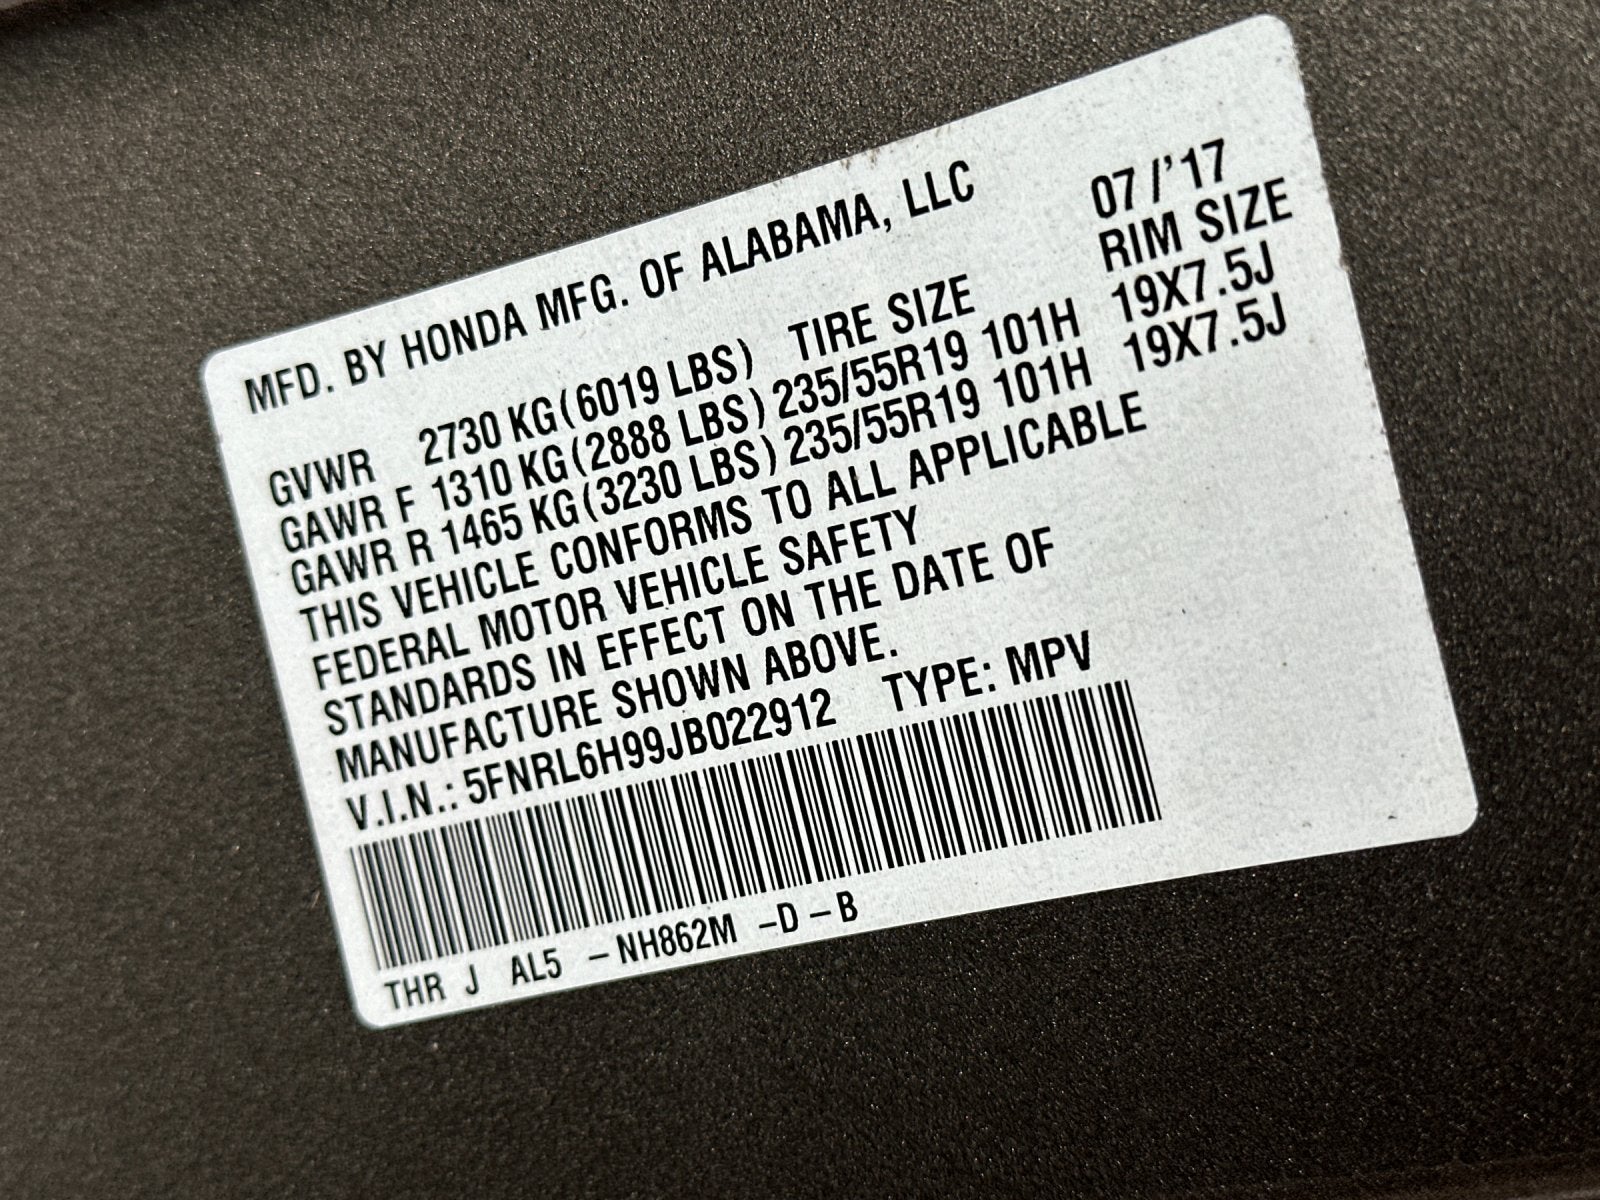 MFD. BY HONDA MFG. OF ALABAMA, LLC 07/'17
TIRE SIZE RIM SIZE
GVWR 2730 KG(6019 LBS)
GAWR F 1310 KG(2888 LBS) 235/55R19 101H 19X7.5J
GAWR R 1465 KG(3230 LBS) 235/55R19 101H 19X7.5J
THIS VEHICLE CONFORMS TO ALL APPLICABLE
FEDERAL MOTOR VEHICLE SAFETY
STANDARDS IN EFFECT ON THE DATE OF
MANUFACTURE SHOWN ABOVE.
V.I.N.: 5FNRL6H99JB022912 TYPE: MPV
THR J AL5 –NH862M –D–B